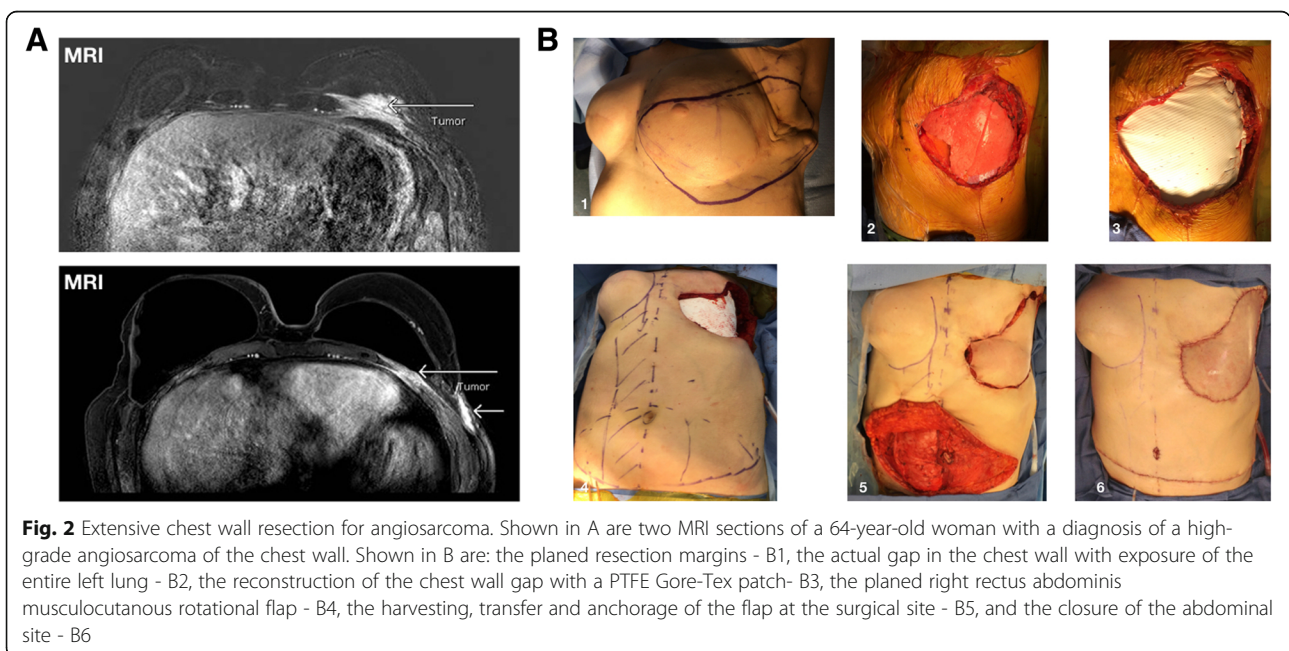 A
B
MRI
Tumor
MRI
Tumor
1
2
3
4
5
6
Fig. 2 Extensive chest wall resection for angiosarcoma. Shown in A are two MRI sections of a 64-year-old woman with a diagnosis of a high-
grade angiosarcoma of the chest wall. Shown in B are: the planed resection margins - B1, the actual gap in the chest wall with exposure of the
entire left lung - B2, the reconstruction of the chest wall gap with a PTFE Gore-Tex patch- B3, the planed right rectus abdominis
musculocutanous rotational flap - B4, the harvesting, transfer and anchorage of the flap at the surgical site - B5, and the closure of the abdominal
site - B6